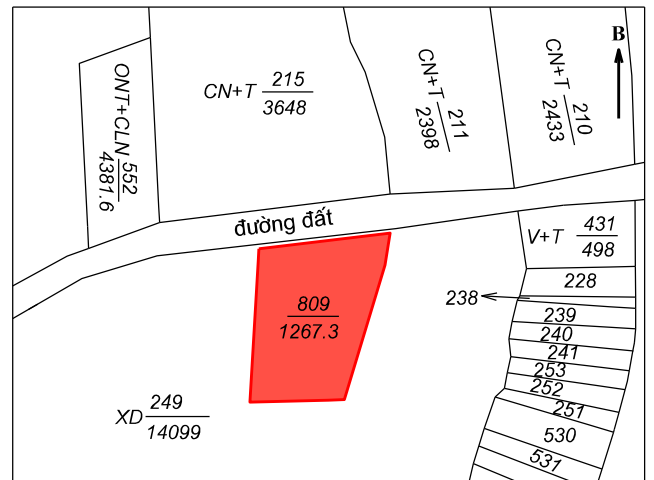 B
CN+T 215
3648
CN+T 211
2398
CN+T 210
2433
ONT+CLN 552
4381.6
đường đất
V+T 431
498
228
238
809
1267.3
239
240
241
253
252
251
XD 249
14099
530
531